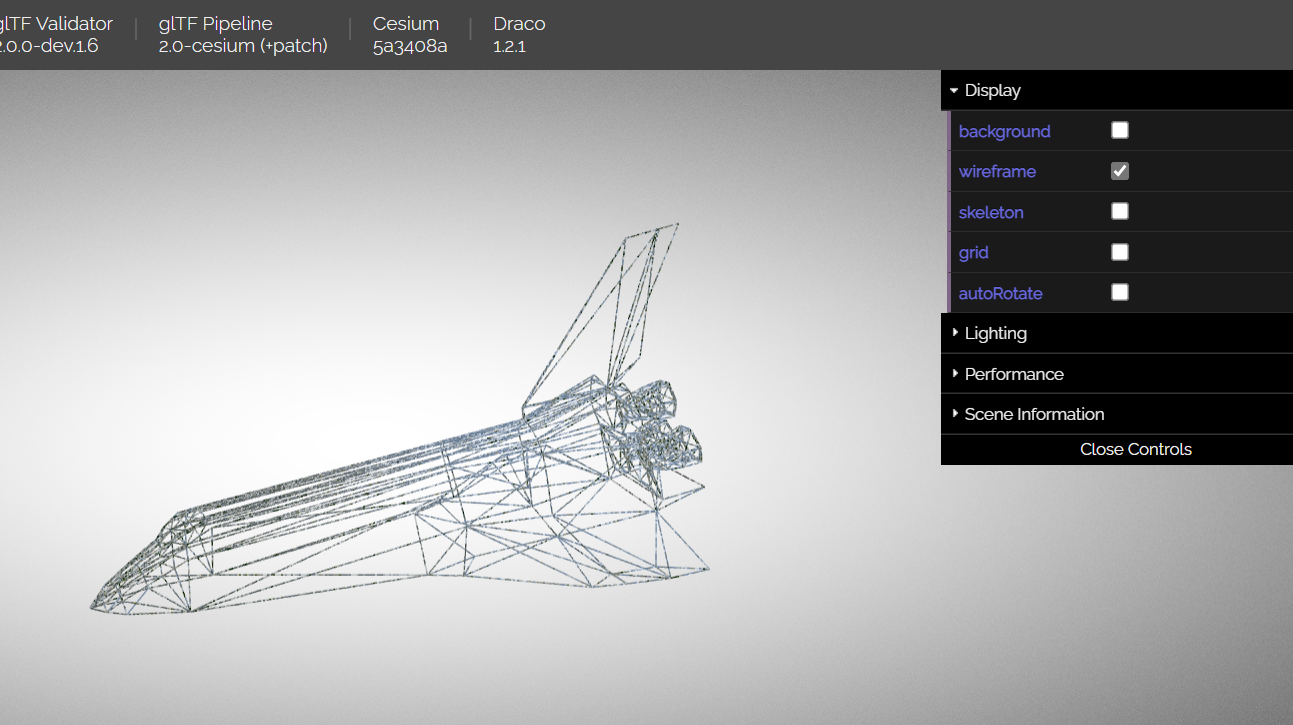 glTF Validator
2.0.0-dev.1.6
glTF Pipeline
2.0-cesium (+patch)
Cesium
5a3408a
Draco
1.2.1
Display
background
wireframe
skeleton
grid
autoRotate
Lighting
Performance
Scene Information
Close Controls